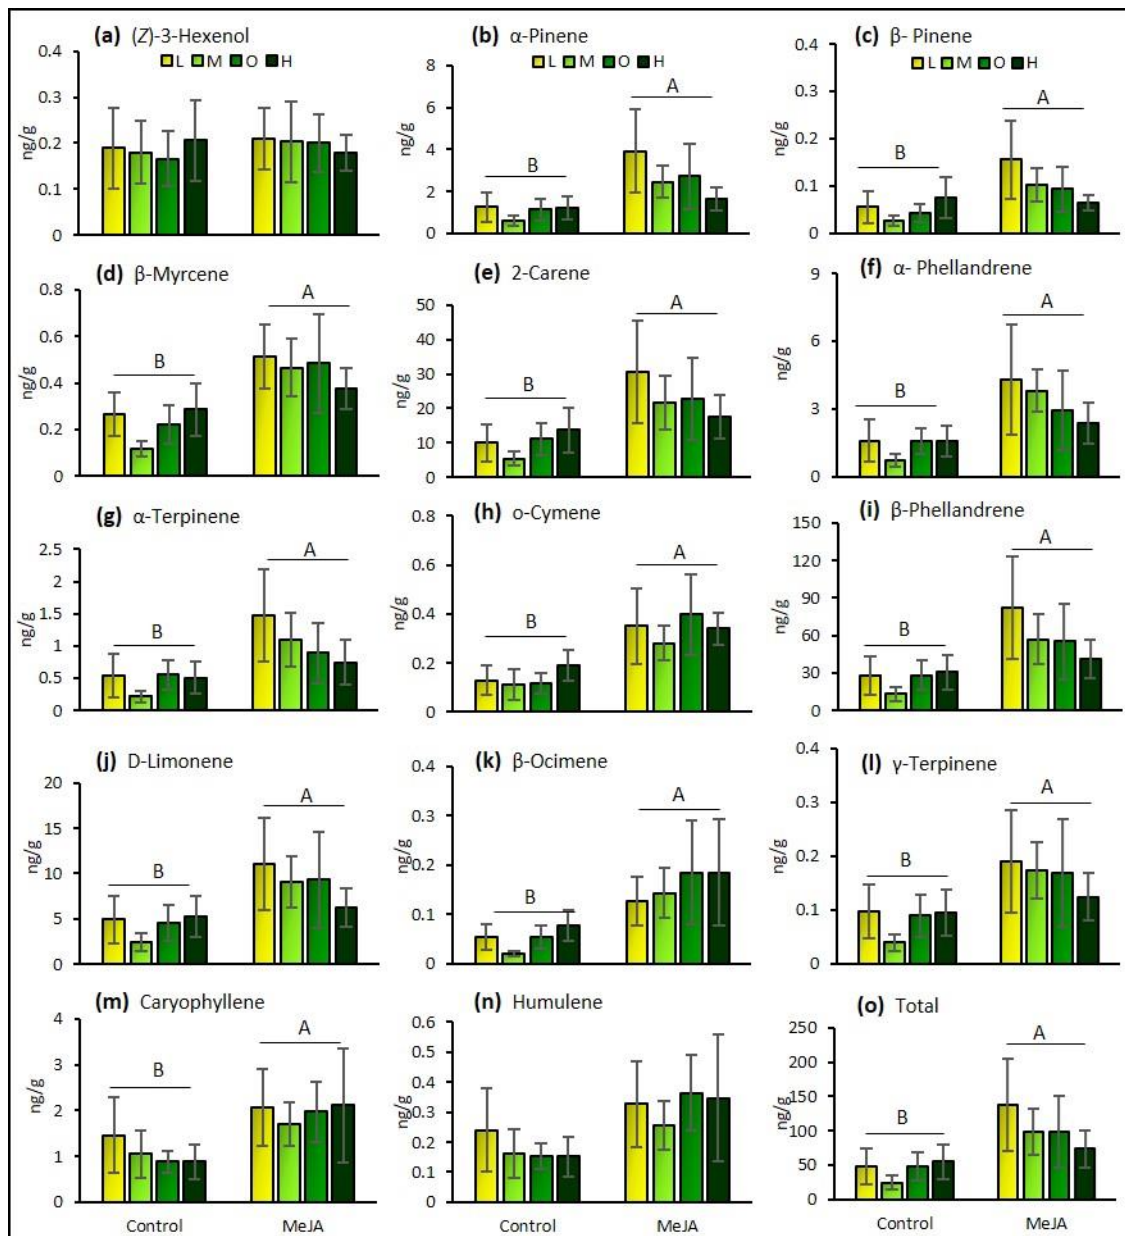 (a) (Z)-3-Hexenol
L M O H
ng/g
0.4
0.3
0.2
0.1
0
(b) α-Pinene
L M O H
ng/g
8
6
4
2
0
B
A
(c) β- Pinene
L M O H
ng/g
0.4
0.3
0.2
0.1
0
B
A
(d) β-Myrcene
ng/g
0.8
0.6
0.4
0.2
0
B
A
(e) 2-Carene
ng/g
50
40
30
20
10
0
B
A
(f) α- Phellandrene
ng/g
9
6
3
0
B
A
(g) α-Terpinene
ng/g
2.5
2
1.5
1
0.5
0
B
A
(h) o-Cymene
ng/g
0.8
0.6
0.4
0.2
0
B
A
(i) β-Phellandrene
ng/g
150
120
90
60
30
0
B
A
(j) D-Limonene
ng/g
20
15
10
5
0
B
A
(k) β-Ocimene
ng/g
0.4
0.3
0.2
0.1
0
B
A
(l) γ-Terpinene
ng/g
0.4
0.3
0.2
0.1
0
B
A
(m) Caryophyllene
ng/g
4
3
2
1
0
B
A
Control MeJA
(n) Humulene
ng/g
0.6
0.5
0.4
0.3
0.2
0.1
0
Control MeJA
(o) Total
ng/g
250
200
150
100
50
0
B
A
Control MeJA